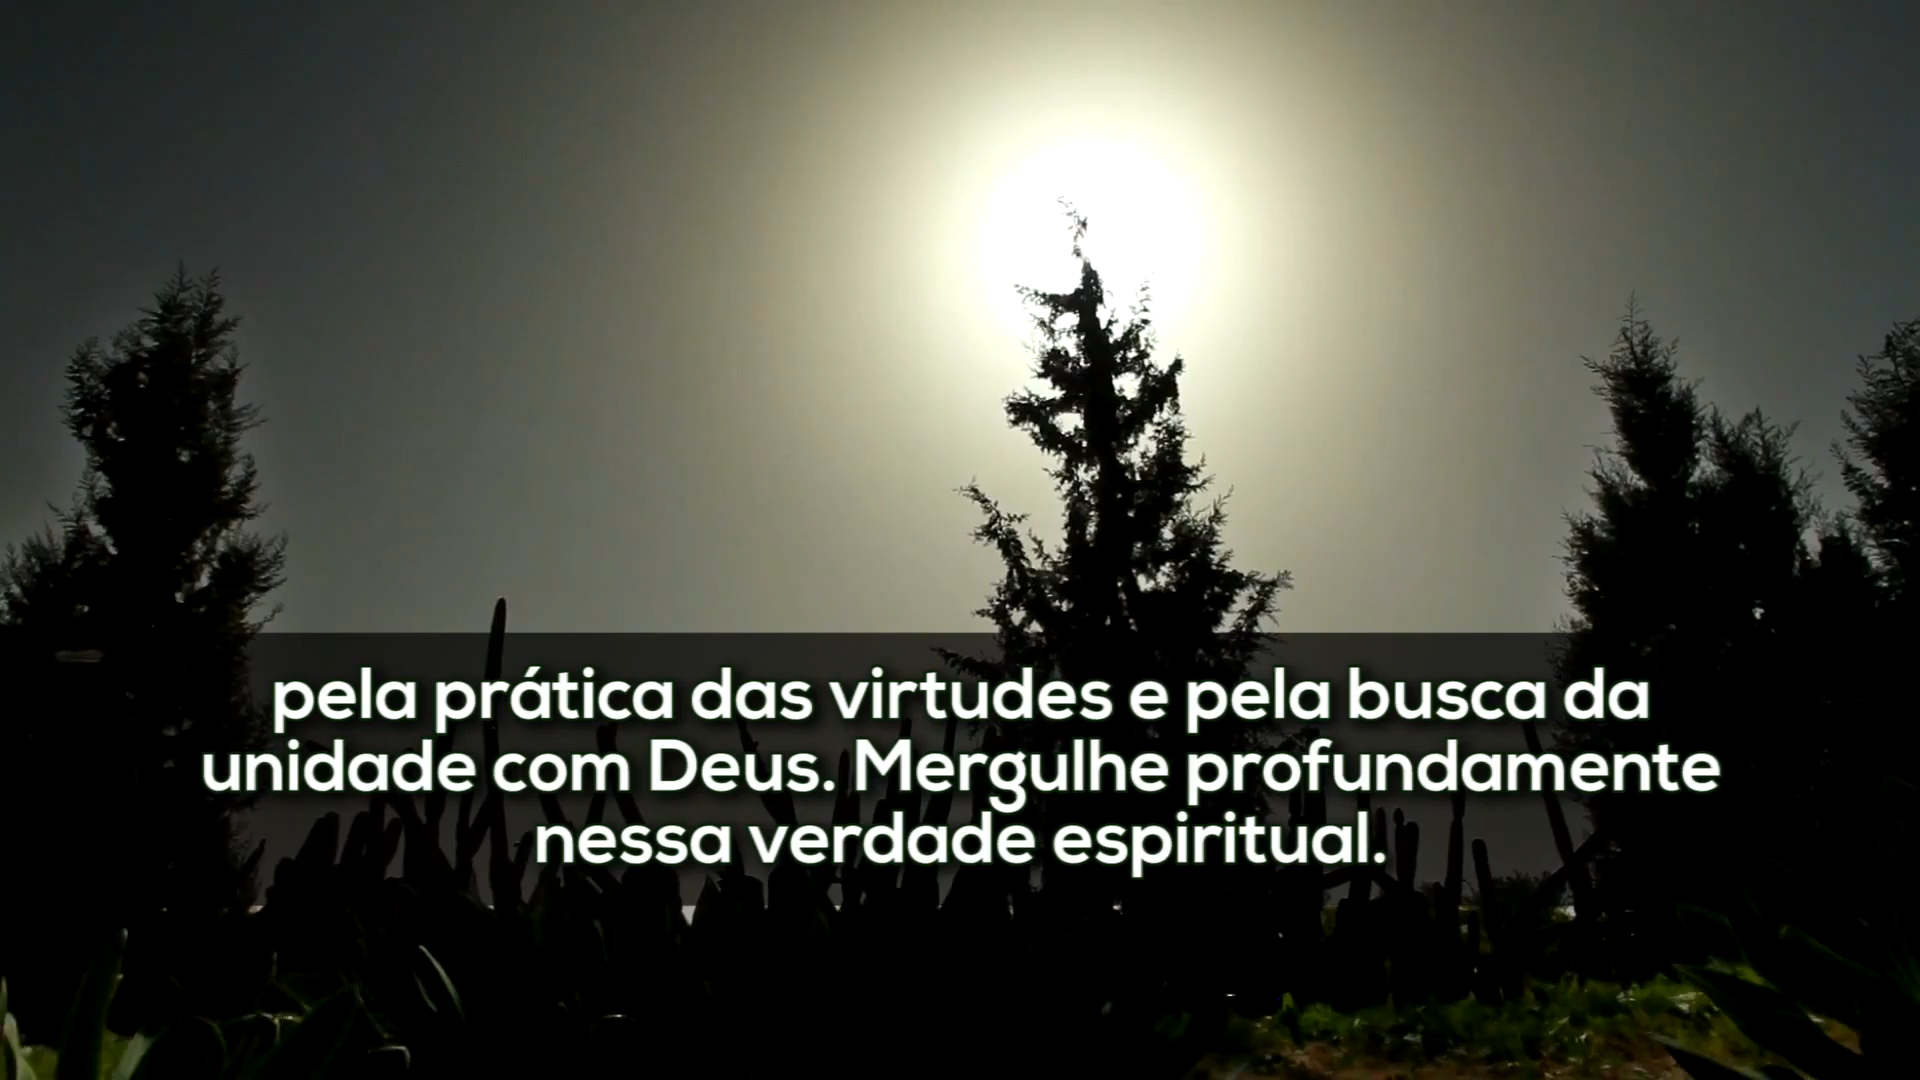 pela prática das virtudes e pela busca da
unidade com Deus. Mergulhe profundamente
nessa verdade espiritual.